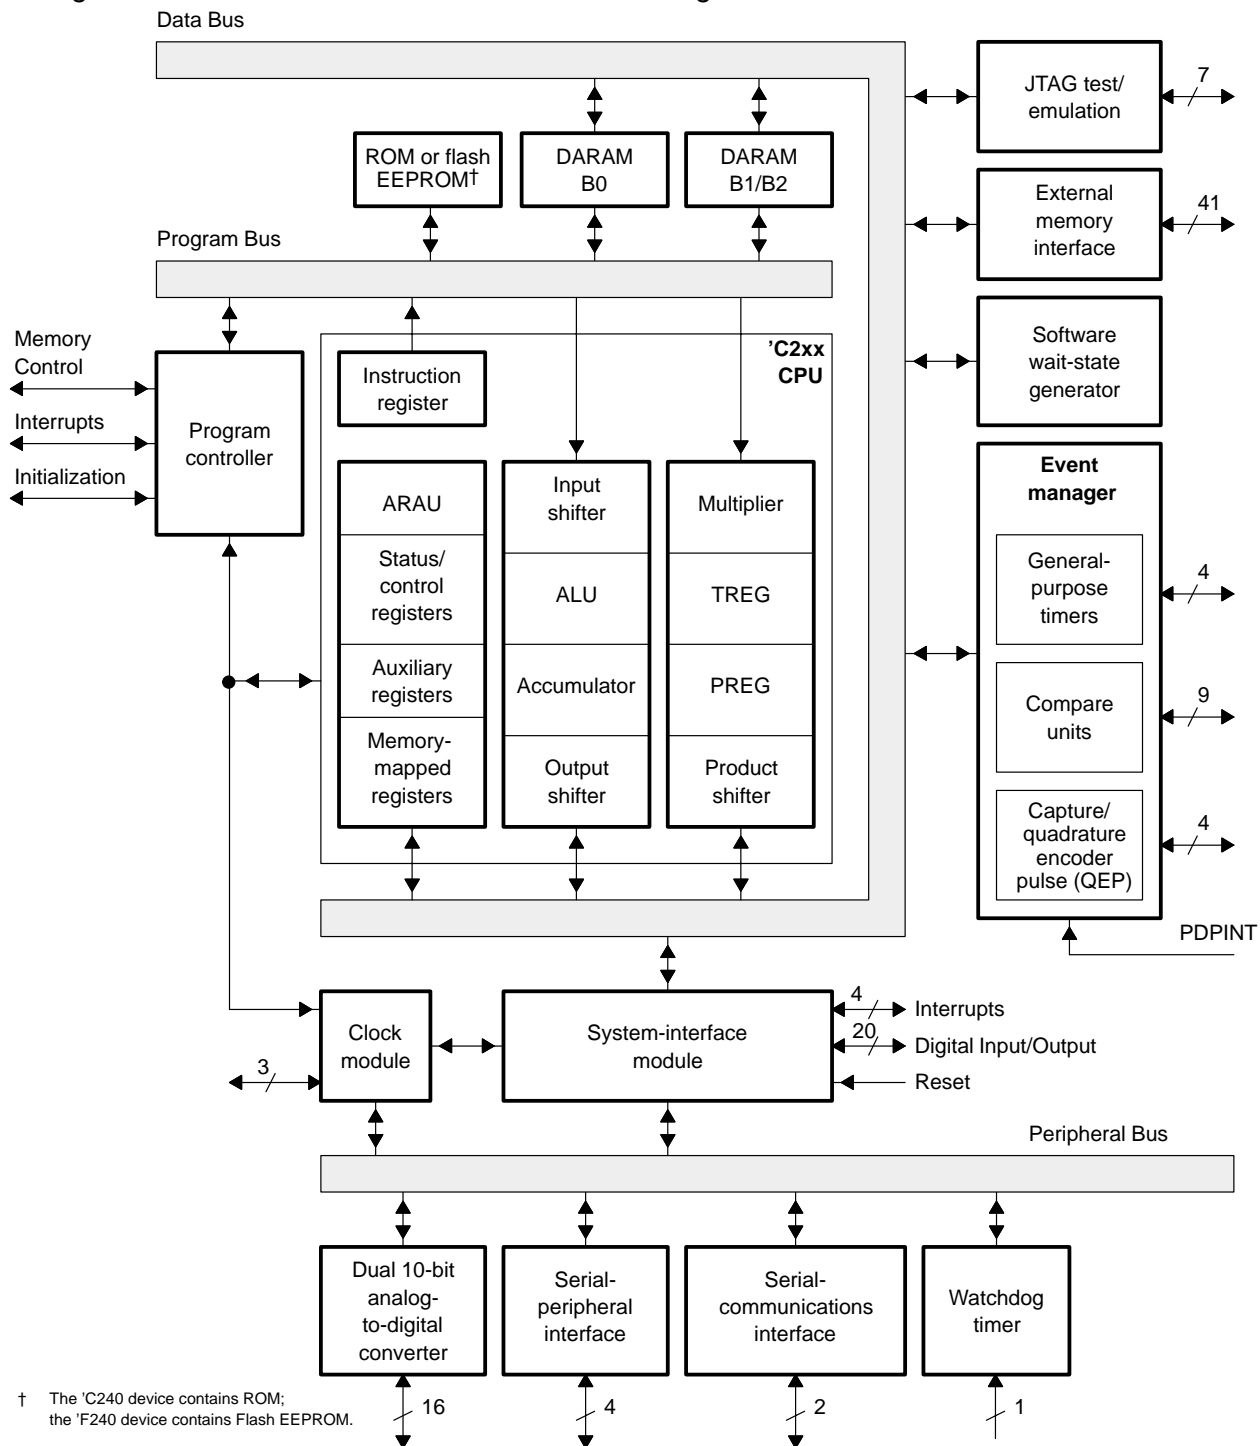 Data Bus
JTAG test/
emulation
7
ROM or flash
EEPROM†
DARAM
B0
DARAM
B1/B2
External
memory
interface
41
Program Bus
Software
wait-state
generator
Memory
Control
Interrupts
Initialization
Program
controller
Instruction
register
'C2xx
CPU
Event
manager
ARAU
Status/
control
registers
Auxiliary
registers
Memory-
mapped
registers
Input
shifter
ALU
Accumulator
Output
shifter
Multiplier
TREG
PREG
Product
shifter
General-
purpose
timers
4
Compare
units
9
Capture/
quadrature
encoder
pulse (QEP)
4
PDPINT
Clock
module
3
System-interface
module
4
Interrupts
20
Digital Input/Output
Reset
Peripheral Bus
Dual 10-bit
analog-
to-digital
converter
Serial-
peripheral
interface
Serial-
communications
interface
Watchdog
timer
16
4
2
1
† The 'C240 device contains ROM;
the 'F240 device contains Flash EEPROM.